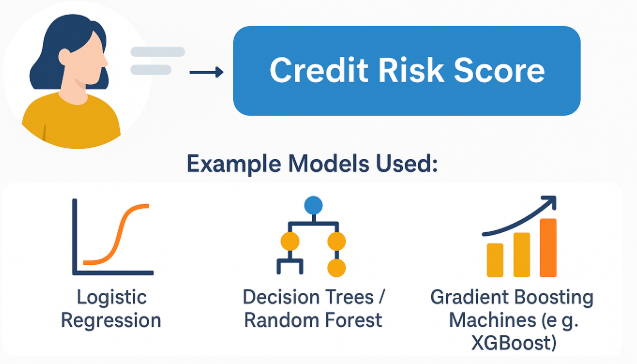 Credit Risk Score
Example Models Used:
Logistic
Regression
Decision Trees /
Random Forest
Gradient Boosting
Machines (e g.
XGBoost)